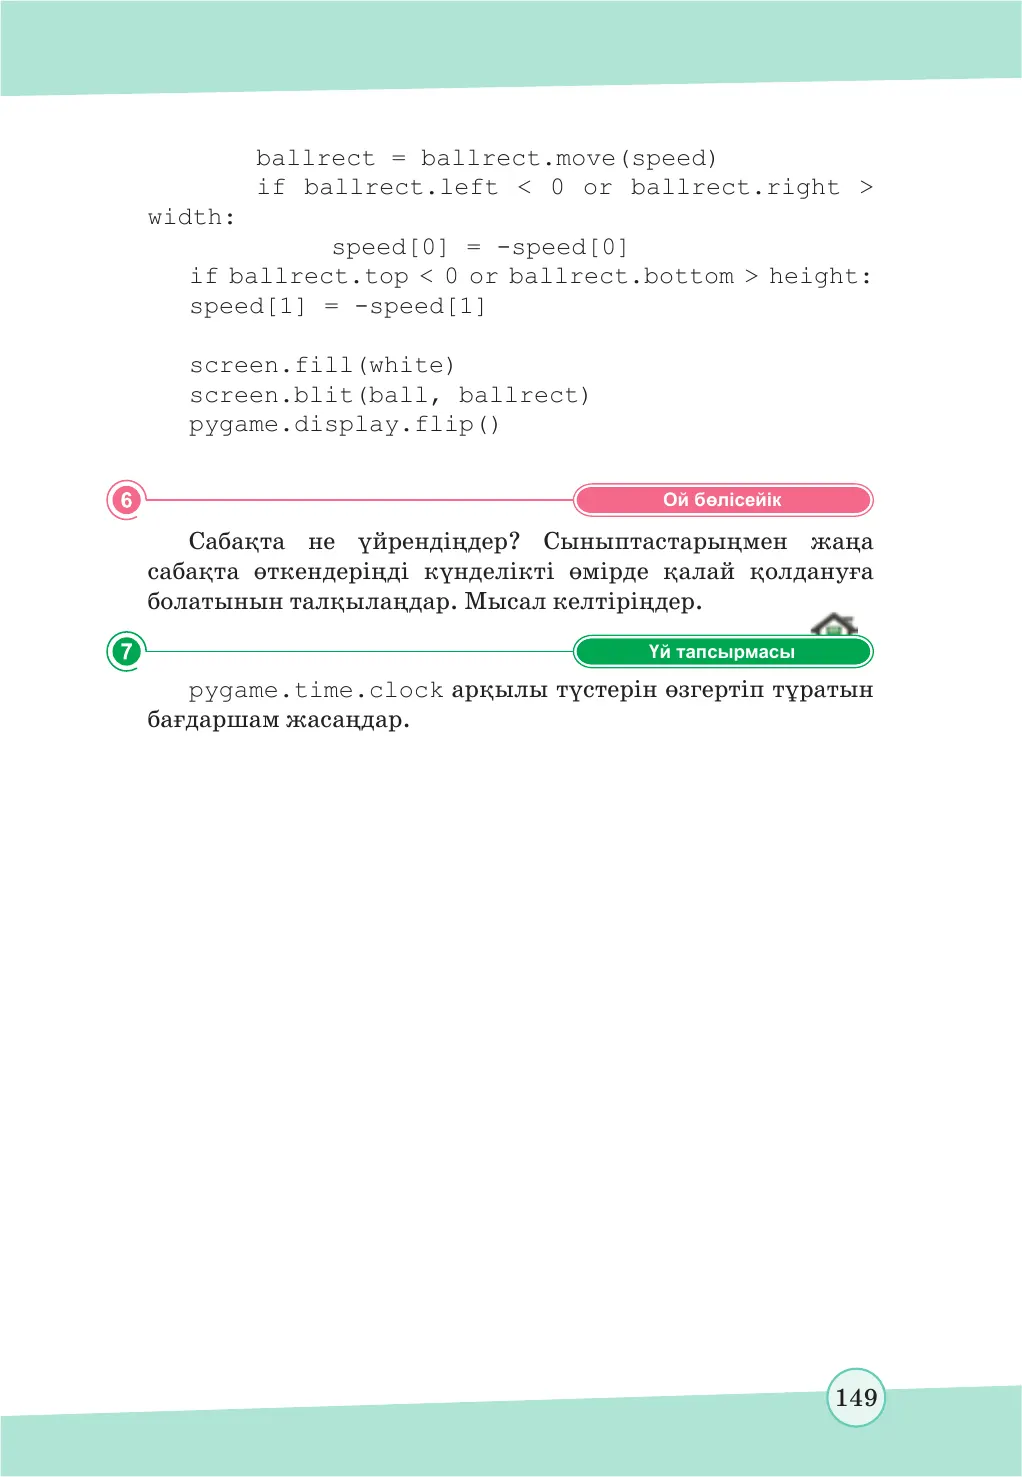 ballrect = ballrect.move(speed)
if ballrect.left < 0 or ballrect.right >
width:
speed[0] = -speed[0]
if ballrect.top < 0 or ballrect.bottom > height:
speed[1] = -speed[1]
screen.fill(white)
screen.blit(ball, ballrect)
pygame.display.flip()
6 Ой бөлісейік
Сабақта не үйрендіңдер? Сыныптастарыңмен жаңа
сабақта өткендеріңді күнделікті өмірде қалай қолдануға
болатынын талқылаңдар. Мысал келтіріңдер.
7 Үй тапсырмасы
pygame.time.clock арқылы түстерін өзгертіп тұратын
бағдаршам жасаңдар.
149